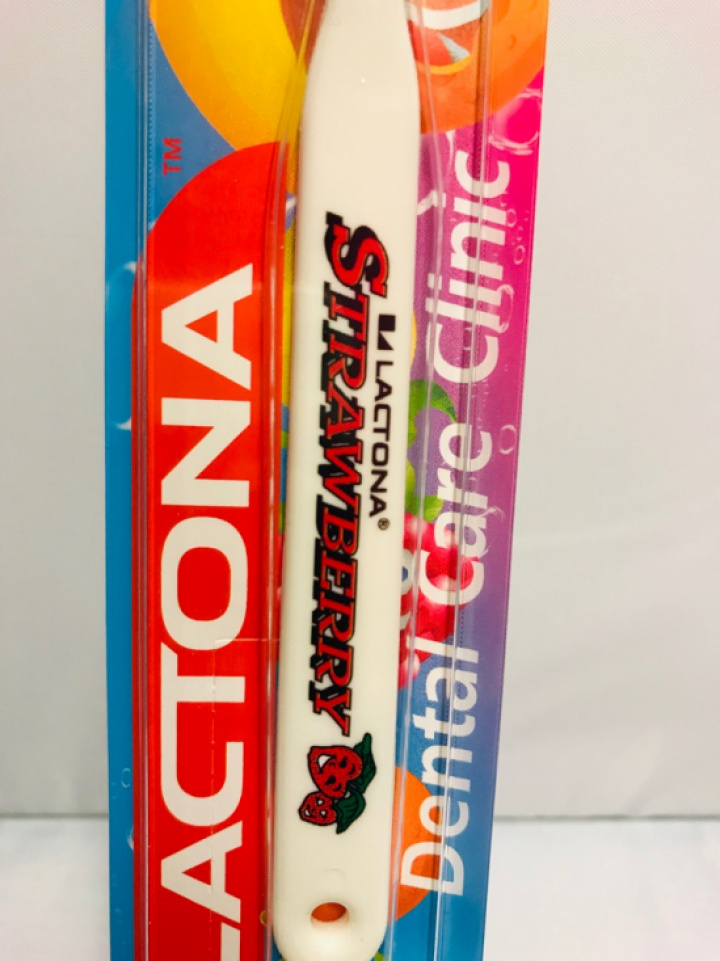 LACTONA
TM
STRAWBERRY
LACTONA®
Dental Care Clinic